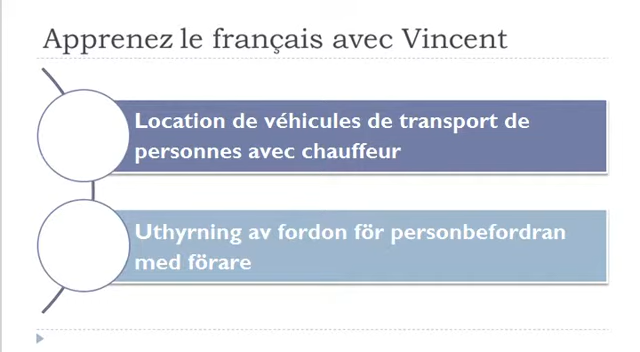 Apprenez le français avec Vincent
Location de véhicules de transport de
personnes avec chauffeur
Uthyrning av fordon för personbefordran
med förare